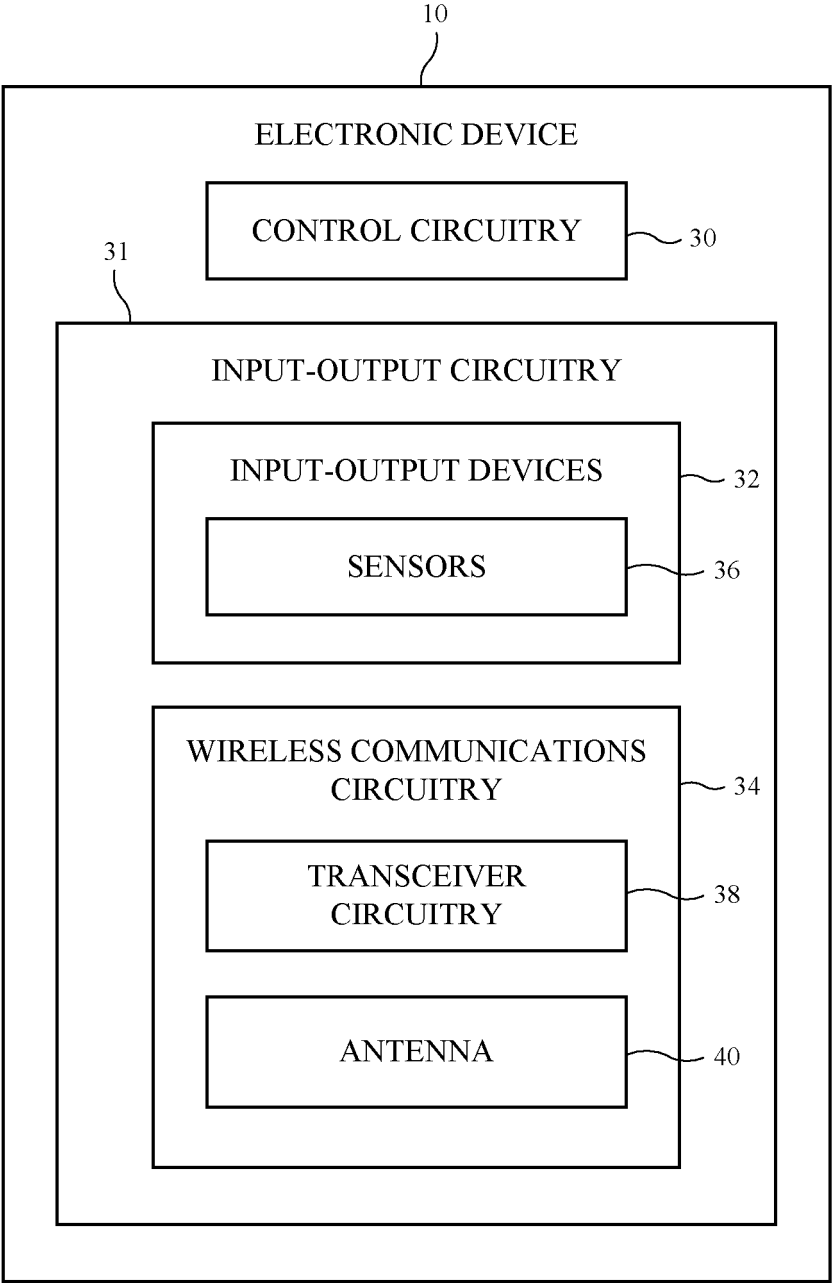 10
ELECTRONIC DEVICE
CONTROL CIRCUITRY
30
31
INPUT-OUTPUT CIRCUITRY
INPUT-OUTPUT DEVICES
32
SENSORS
36
WIRELESS COMMUNICATIONS
CIRCUITRY
34
TRANSCEIVER
CIRCUITRY
38
ANTENNA
40